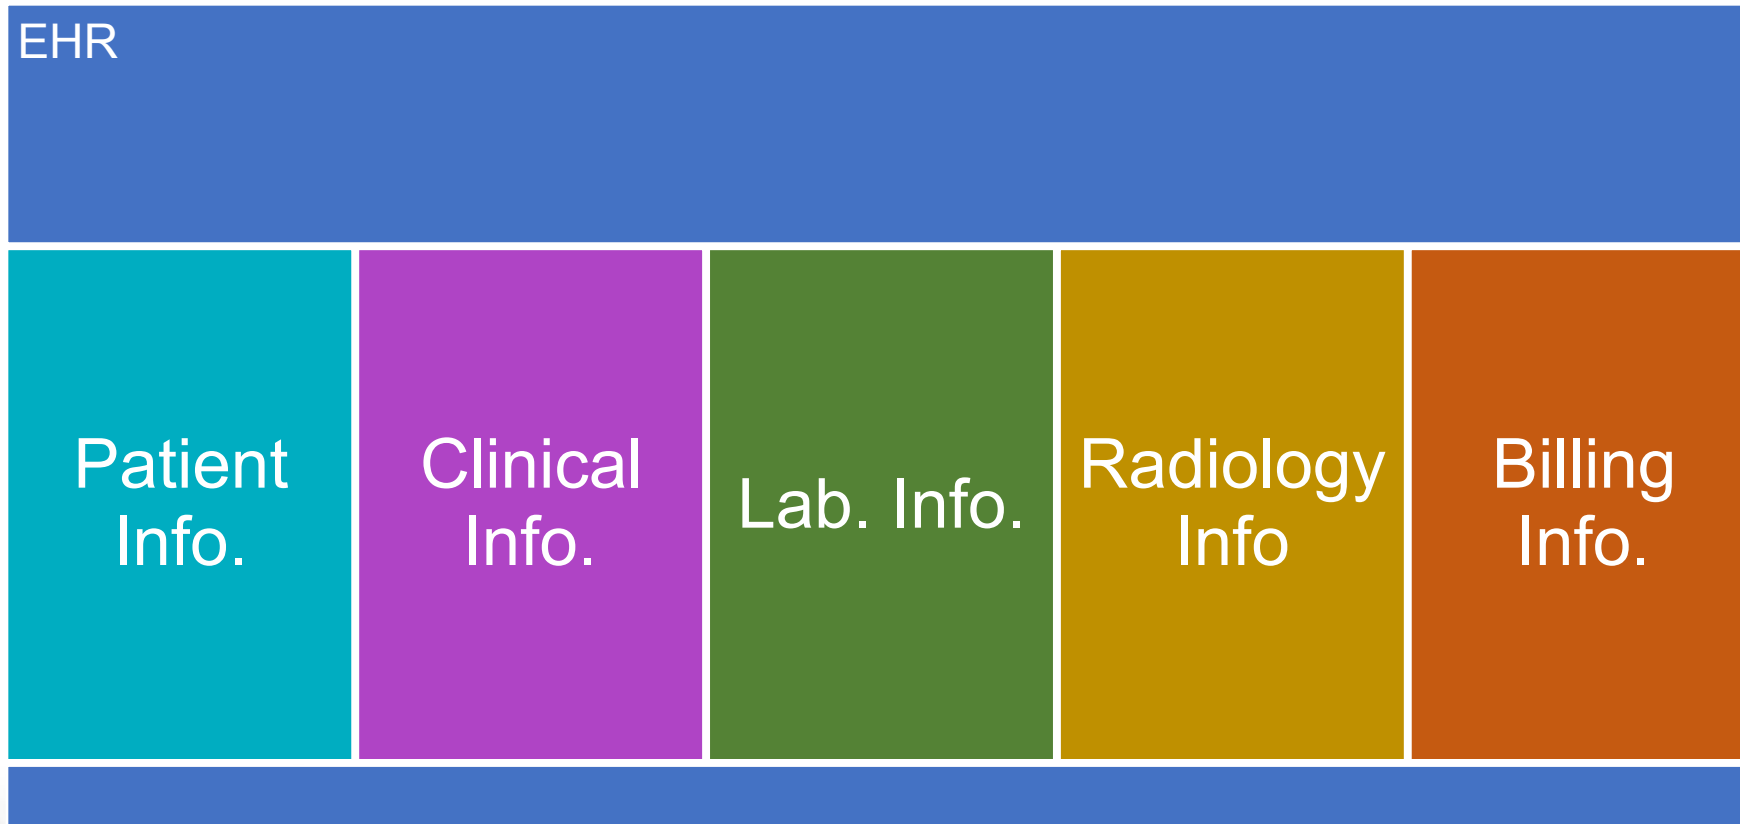 EHR
Patient
Info.
Clinical
Info.
Lab. Info.
Radiology
Info
Billing
Info.